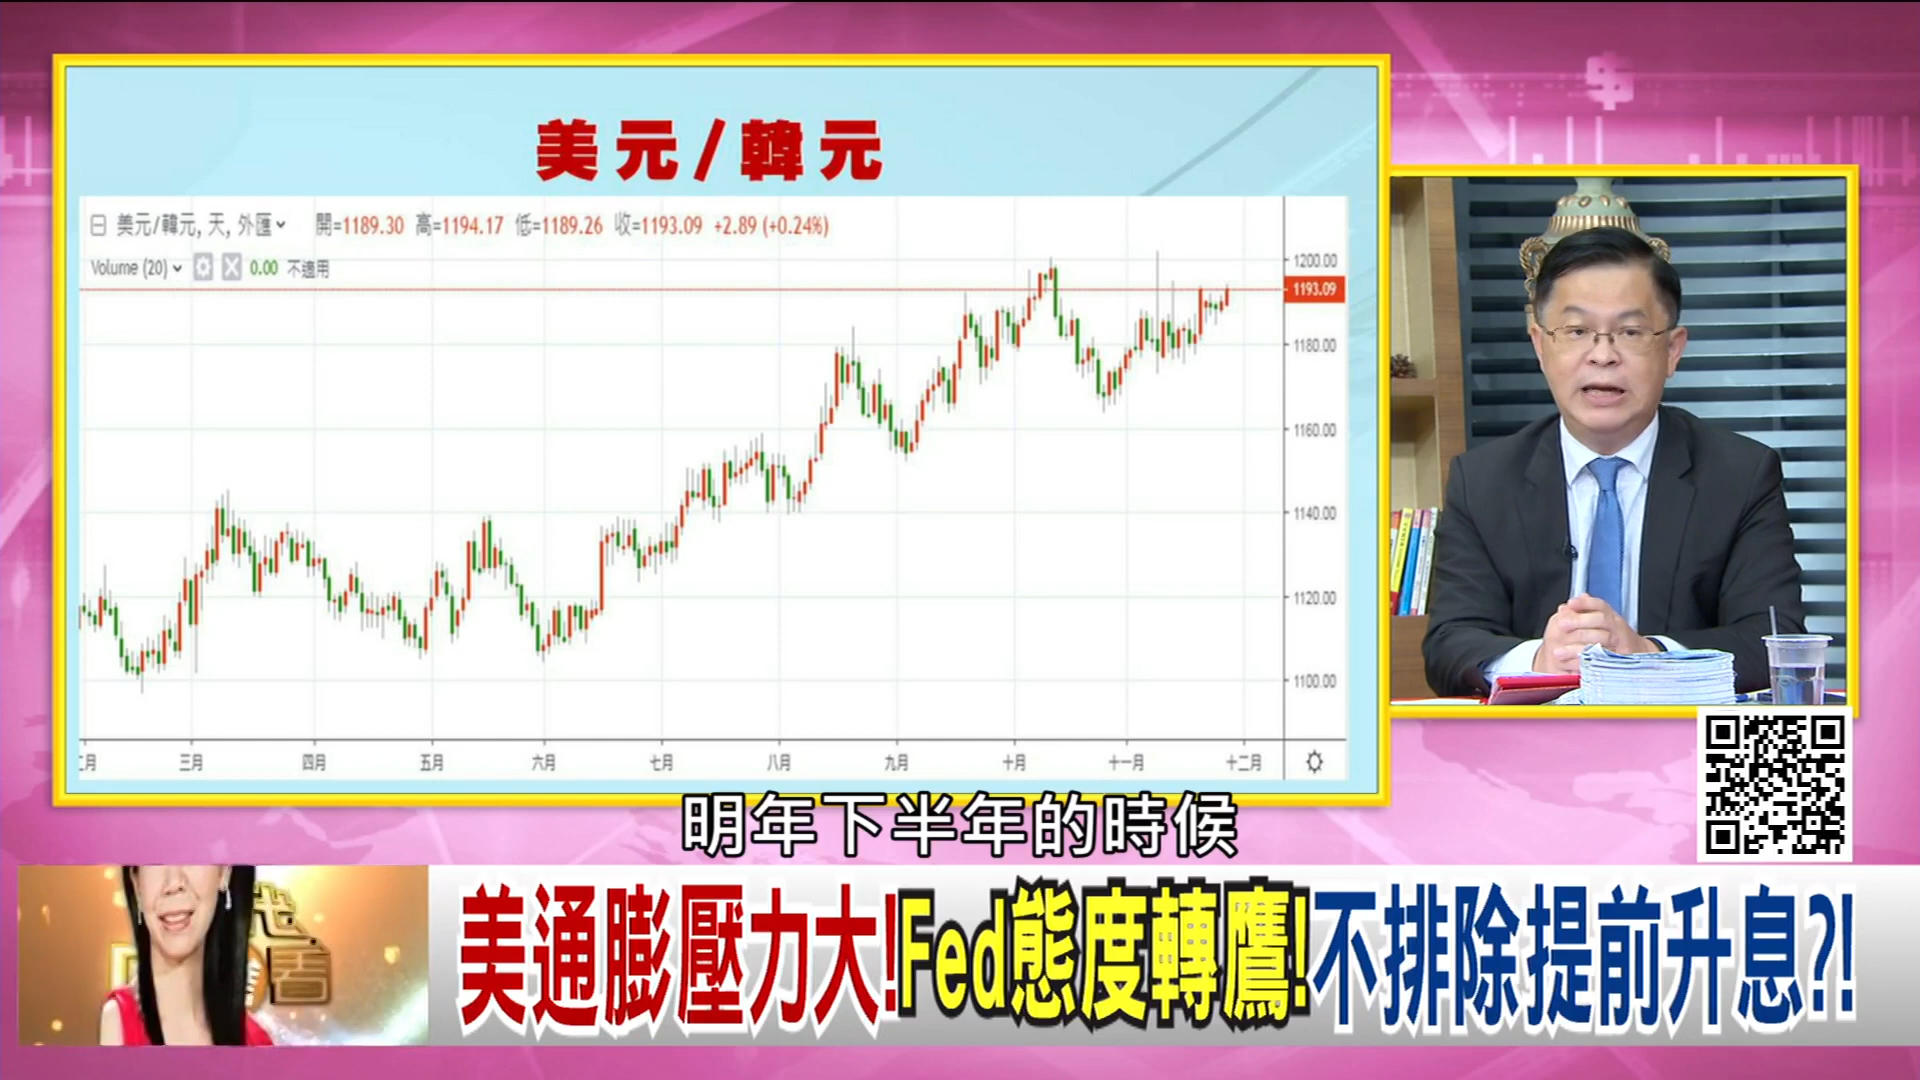 美元/韓元
美元/韓元, 天, 外匯 開=1189.30 高=1194.17 低=1189.26 收=1193.09 +2.89 (+0.24%)
Volume (20) 0.00 不適用
1200.00
1193.09
1180.00
1160.00
1140.00
1120.00
1100.00
三月 四月 五月 六月 七月 八月 九月 十月 十一月 十二月
明年下半年的時候
美通膨壓力大!Fed態度轉鷹!不排除提前升息?!